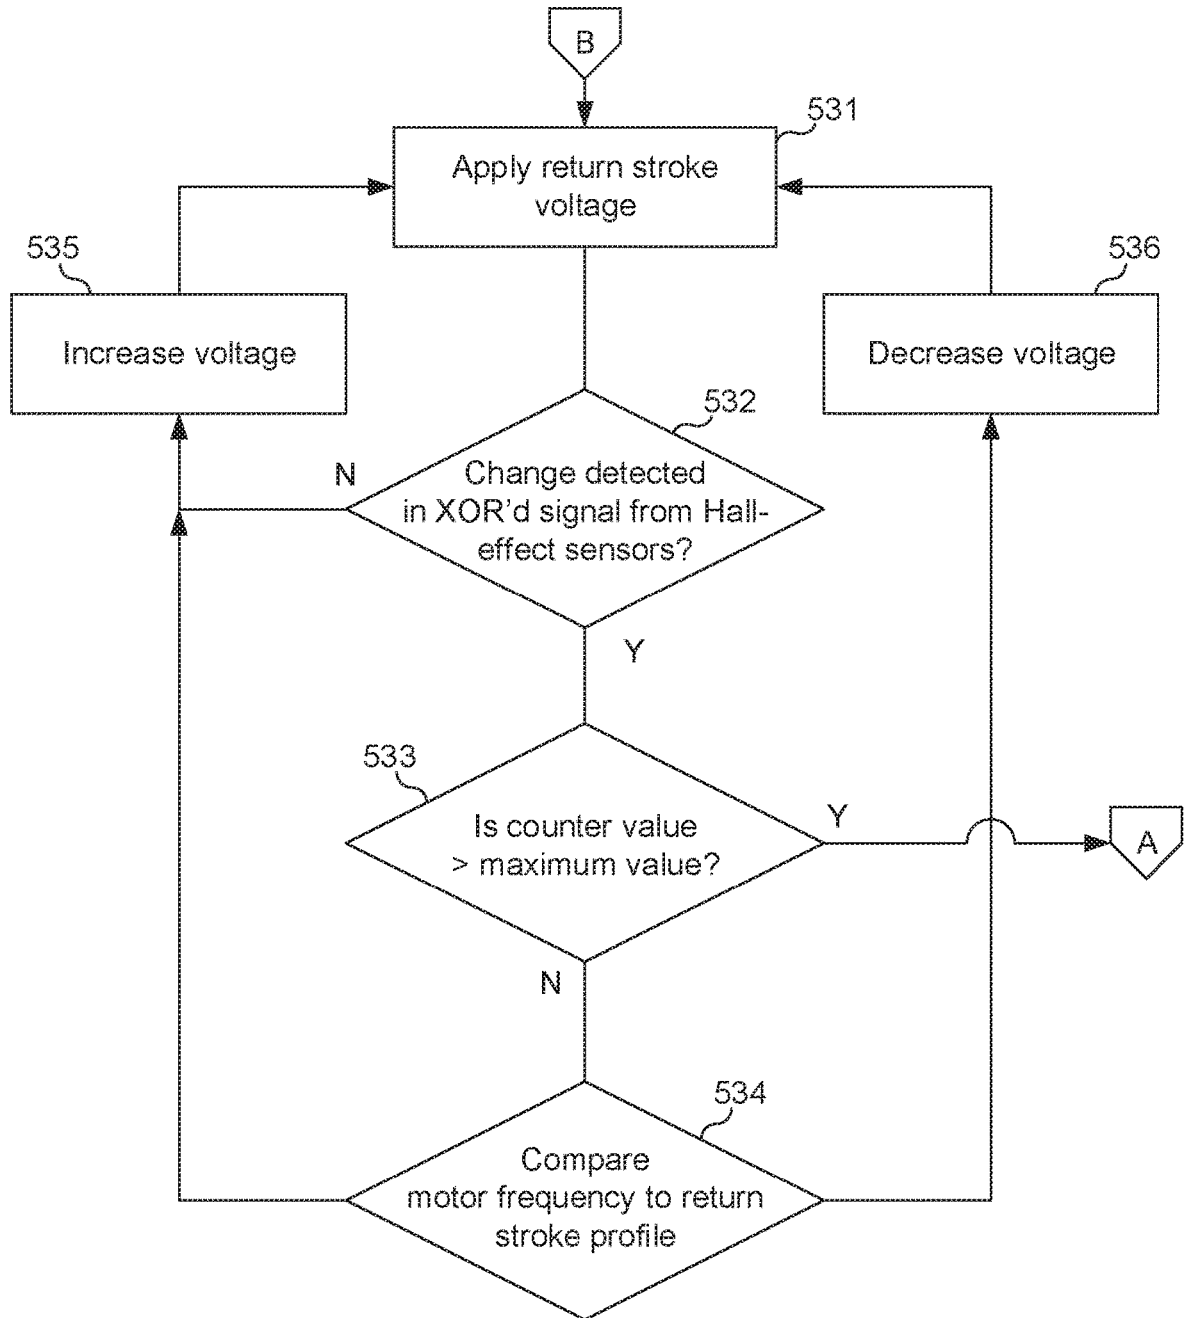 B
531
Apply return stroke
voltage
535
536
Increase voltage
Decrease voltage
532
N
Change detected
in XOR'd signal from Hall-
effect sensors?
Y
533
Is counter value
> maximum value?
Y
A
N
534
Compare
motor frequency to return
stroke profile